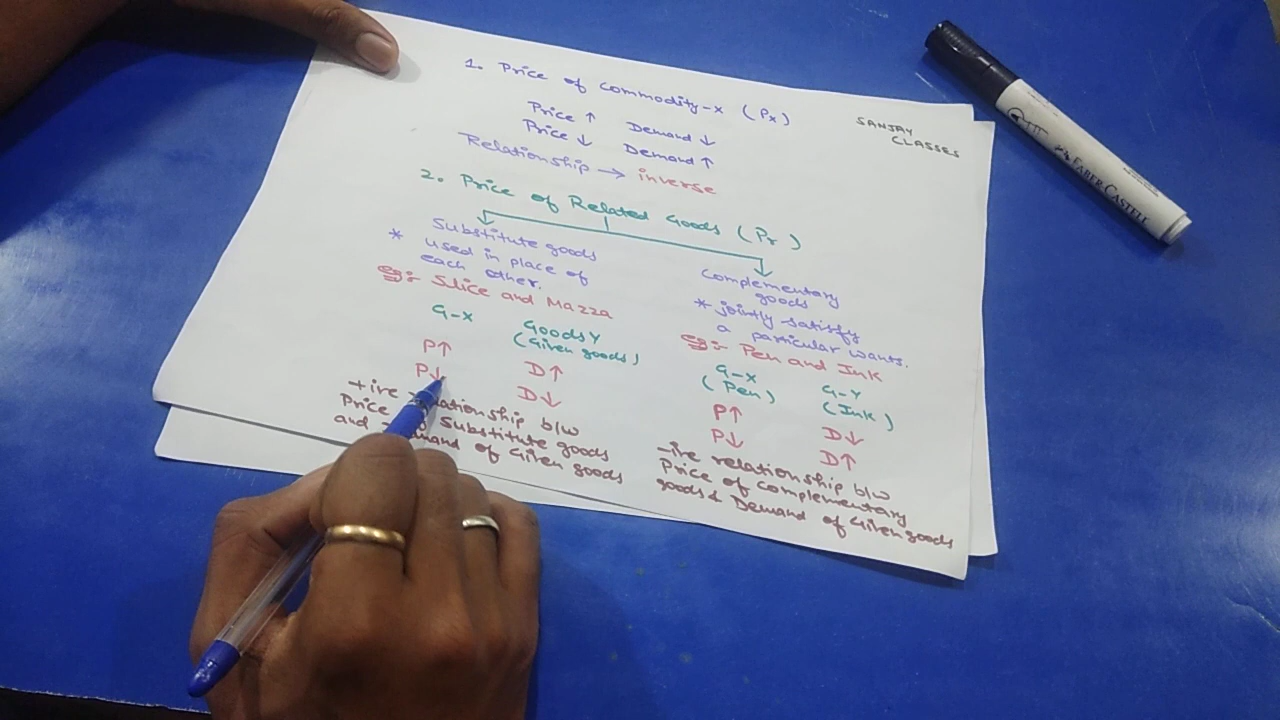 1. Price of commodity-x (Px)
SANJAY
CLASSES
Price ↑ Demand ↓
Price ↓ Demand ↑
Relationship → inverse
2. Price of Related Goods (Pr)
Substitute goods
* used in place of
each other.
eg:- Slice and Mazza
G-X Goods Y
(Given goods)
P↑ D↑
P↓ D↓
+ive relationship b/w
Price Substitute goods
and Demand of Given goods
Complementary
goods
* jointly satisfy
a particular wants.
eg:- Pen and Ink
G-X G-Y
(Pen) (Ink)
P↑ D↓
P↓ D↑
-ive relationship b/w
Price of Complementary
goods & Demand of Given goods
FABER-CASTELL